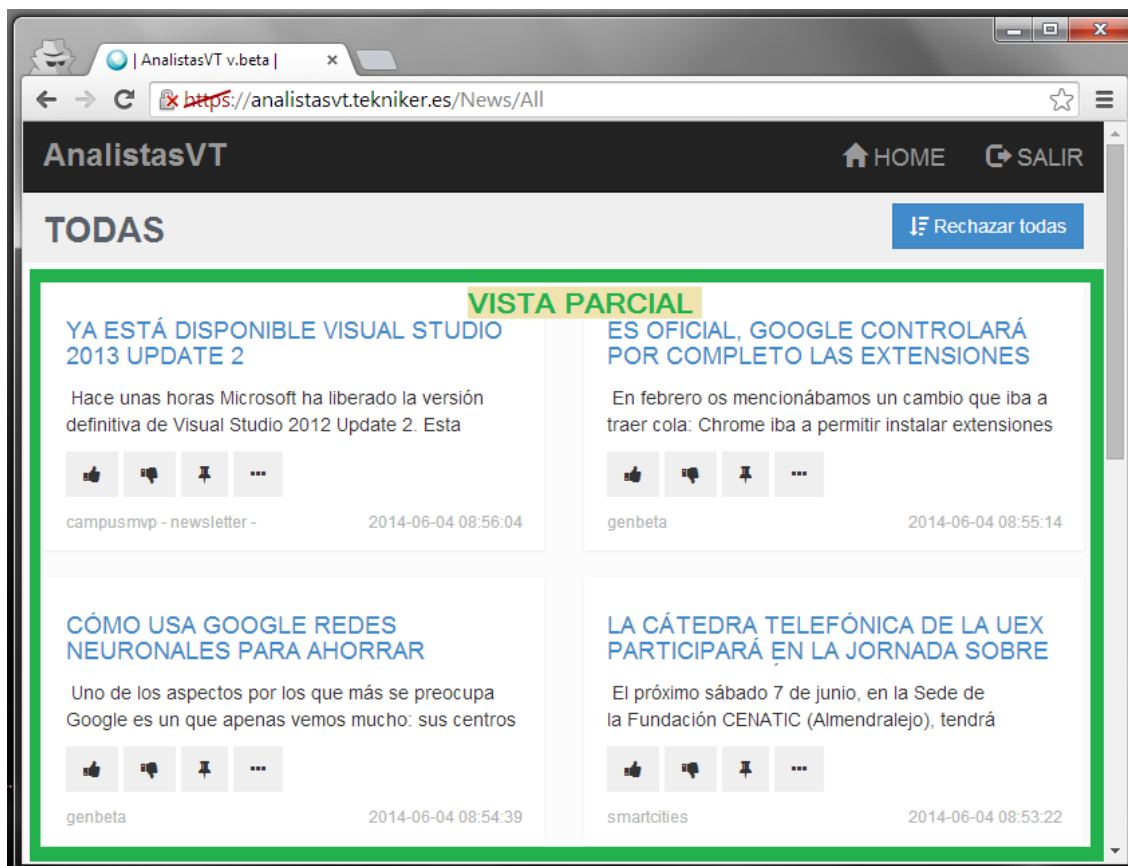 | AnalistasVT v.beta |
https://analistasvt.tekniker.es/News/All
AnalistasVT
HOME
SALIR
TODAS
Rechazar todas
VISTA PARCIAL
YA ESTÁ DISPONIBLE VISUAL STUDIO
2013 UPDATE 2
Hace unas horas Microsoft ha liberado la versión
definitiva de Visual Studio 2012 Update 2. Esta
campusmvp - newsletter -
2014-06-04 08:56:04
ES OFICIAL, GOOGLE CONTROLARÁ
POR COMPLETO LAS EXTENSIONES
En febrero os mencionábamos un cambio que iba a
traer cola: Chrome iba a permitir instalar extensiones
genbeta
2014-06-04 08:55:14
CÓMO USA GOOGLE REDES
NEURONALES PARA AHORRAR
Uno de los aspectos por los que más se preocupa
Google es un que apenas vemos mucho: sus centros
genbeta
2014-06-04 08:54:39
LA CÁTEDRA TELEFÓNICA DE LA UEX
PARTICIPARÁ EN LA JORNADA SOBRE
El próximo sábado 7 de junio, en la Sede de
la Fundación CENATIC (Almendralejo), tendrá
smartcities
2014-06-04 08:53:22